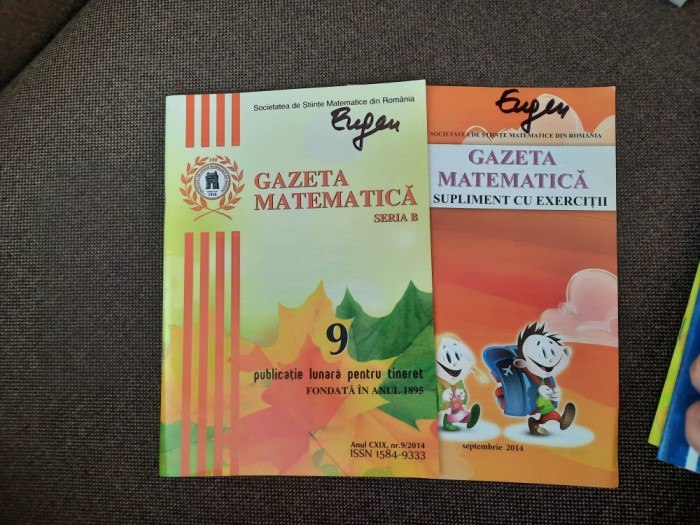 Societatea de Științe Matematice din România
Eugen
GAZETA
MATEMATICĂ
SERIA B
9
publicație lunară pentru tineret
FONDATĂ ÎN ANUL 1895
Anul CXIX, nr.9/2014
ISSN 1584-9333
Eugen
SOCIETATEA DE ȘTIINȚE MATEMATICE DIN ROMÂNIA
GAZETA
MATEMATICĂ
SUPLIMENT CU EXERCIȚII
septembrie 2014